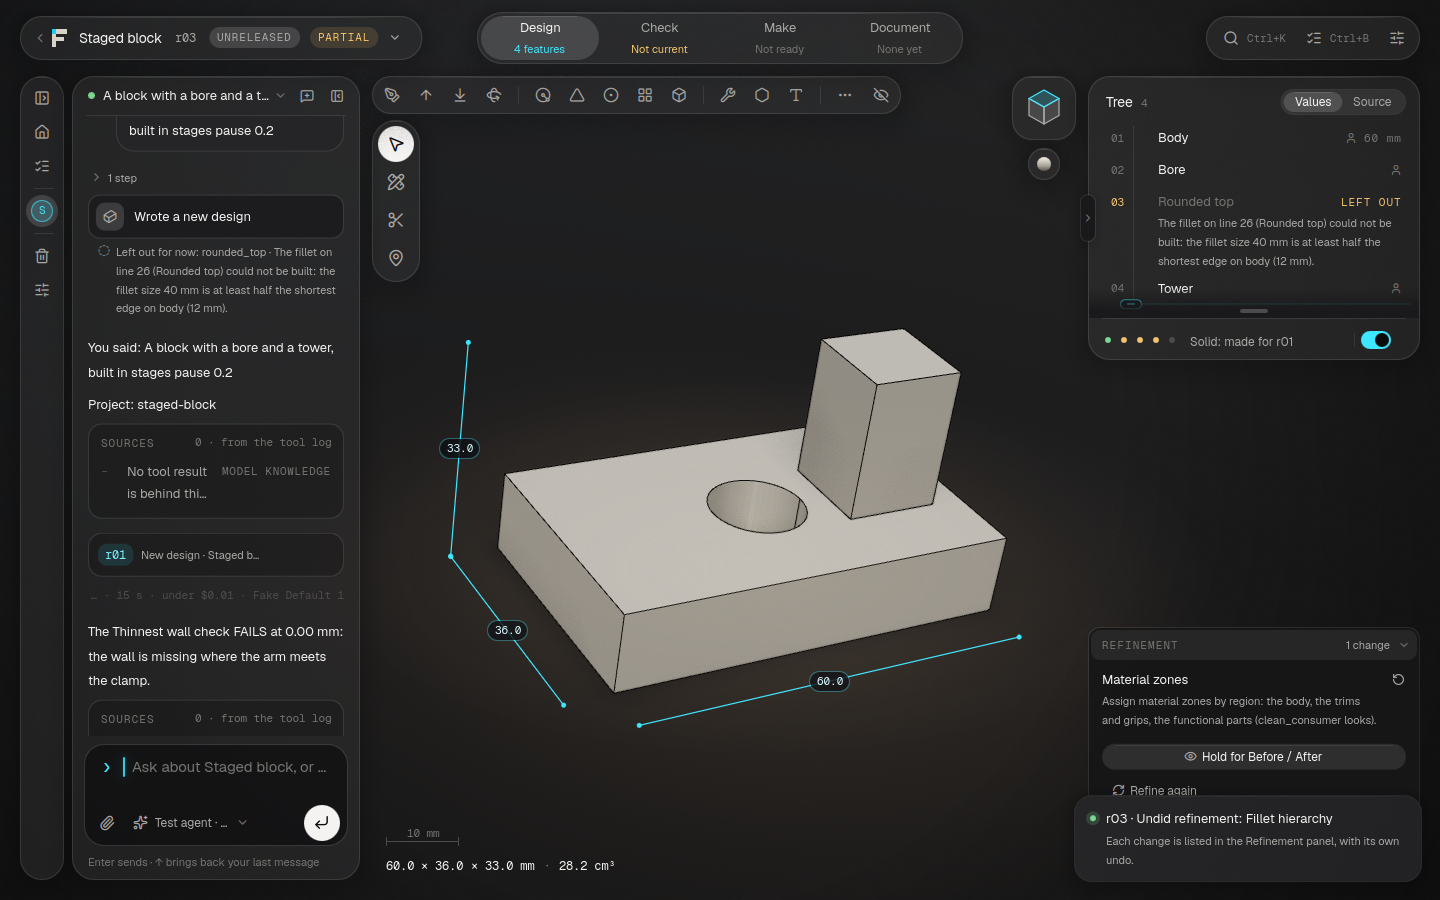 Staged block r03 UNRELEASED PARTIAL
Design
4 features
Check
Not current
Make
Not ready
Document
None yet
Ctrl+K Ctrl+B
A block with a bore and a t…
built in stages pause 0.2
1 step
Wrote a new design
Left out for now: rounded_top · The fillet on
line 26 (Rounded top) could not be built: the
fillet size 40 mm is at least half the shortest
edge on body (12 mm).
You said: A block with a bore and a tower,
built in stages pause 0.2
Project: staged-block
SOURCES 0 · from the tool log
– No tool result MODEL KNOWLEDGE
is behind thi…
r01 New design · Staged b…
… · 15 s · under $0.01 · Fake Default 1
The Thinnest wall check FAILS at 0.00 mm:
the wall is missing where the arm meets
the clamp.
SOURCES 0 · from the tool log
Ask about Staged block, or …
Test agent · …
Enter sends · ↑ brings back your last message
S
33.0
36.0
60.0
10 mm
60.0 × 36.0 × 33.0 mm · 28.2 cm³
Tree 4 Values Source
01 Body 60 mm
02 Bore
03 Rounded top LEFT OUT
The fillet on line 26 (Rounded top) could not be
built: the fillet size 40 mm is at least half the
shortest edge on body (12 mm).
04 Tower
Solid: made for r01
REFINEMENT 1 change
Material zones
Assign material zones by region: the body, the trims
and grips, the functional parts (clean_consumer looks).
Hold for Before / After
Refine again
r03 · Undid refinement: Fillet hierarchy
Each change is listed in the Refinement panel, with its own
undo.